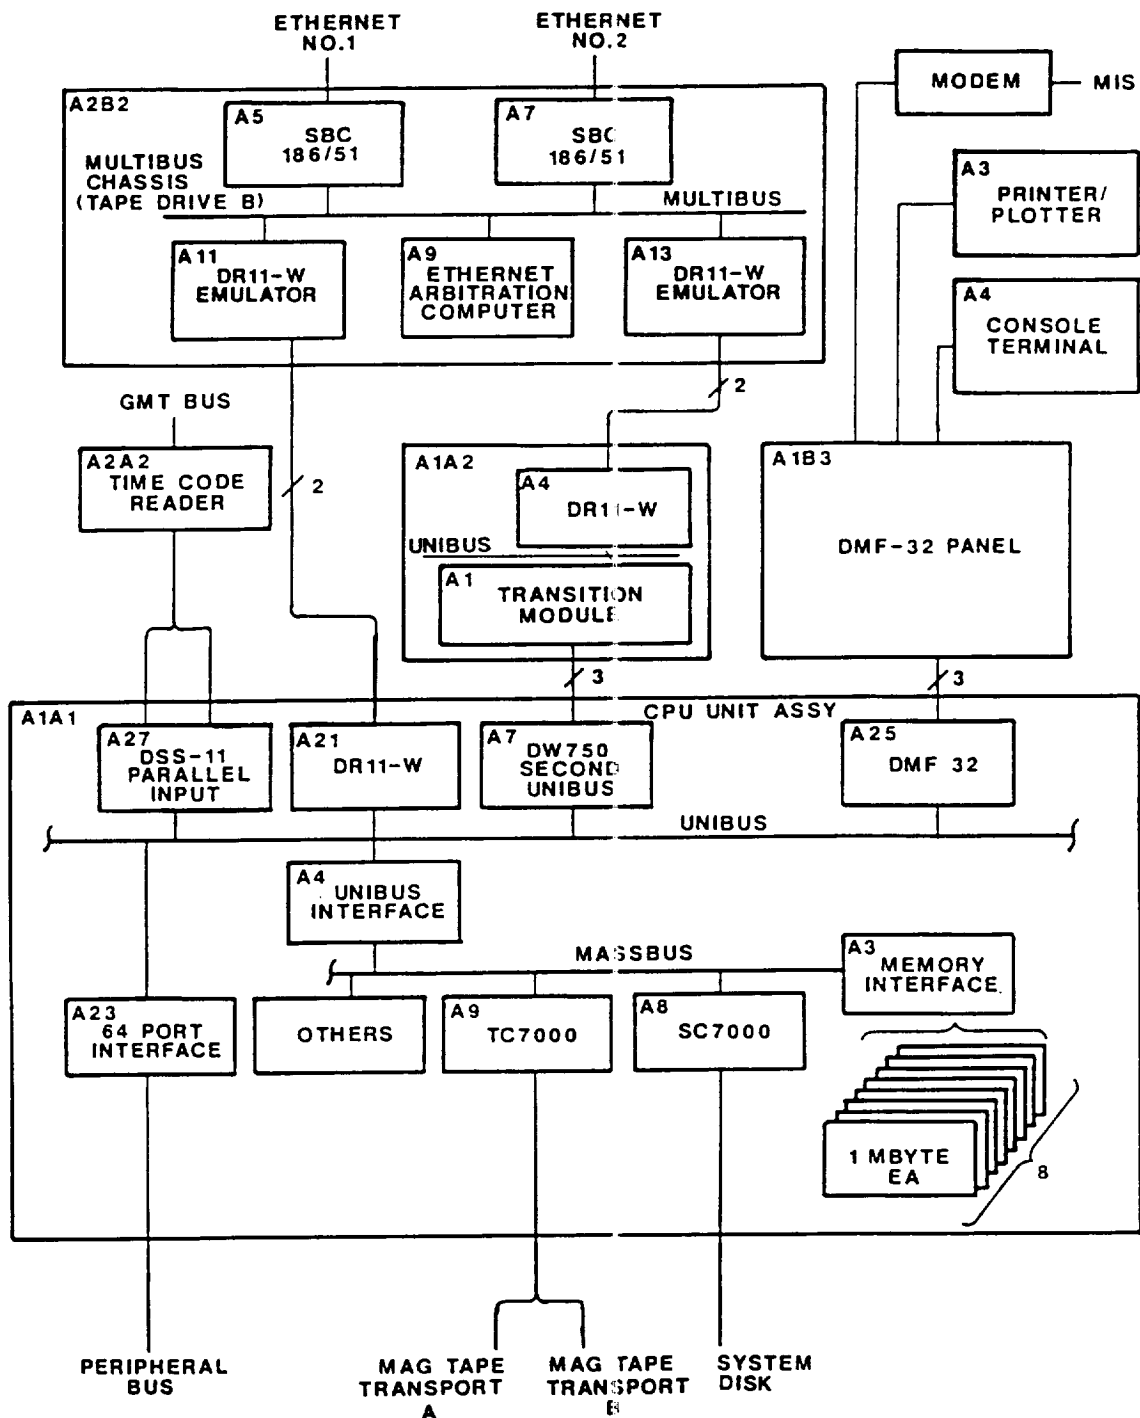 ETHERNET
NO.1
ETHERNET
NO.2
MODEM
MIS
A2B2
MULTIBUS
CHASSIS
(TAPE DRIVE B)
A5
SBC
186/51
A7
SBC
186/51
MULTIBUS
A11
DR11-W
EMULATOR
A9
ETHERNET
ARBITRATION
COMPUTER
A13
DR11-W
EMULATOR
A3
PRINTER/
PLOTTER
A4
CONSOLE
TERMINAL
2
2
GMT BUS
A2A2
TIME CODE
READER
A1A2
A4
DR11-W
UNIBUS
A1
TRANSITION
MODULE
3
A1B3
DMF-32 PANEL
3
A1A1
CPU UNIT ASSY
A27
DSS-11
PARALLEL
INPUT
A21
DR11-W
A7
DW750
SECOND
UNIBUS
A25
DMF 32
UNIBUS
A4
UNIBUS
INTERFACE
MASSBUS
A3
MEMORY
INTERFACE
A23
64 PORT
INTERFACE
OTHERS
A9
TC7000
A8
SC7000
1 MBYTE
EA
8
PERIPHERAL
BUS
MAG TAPE
TRANSPORT
A
MAG TAPE
TRANSPORT
B
SYSTEM
DISK